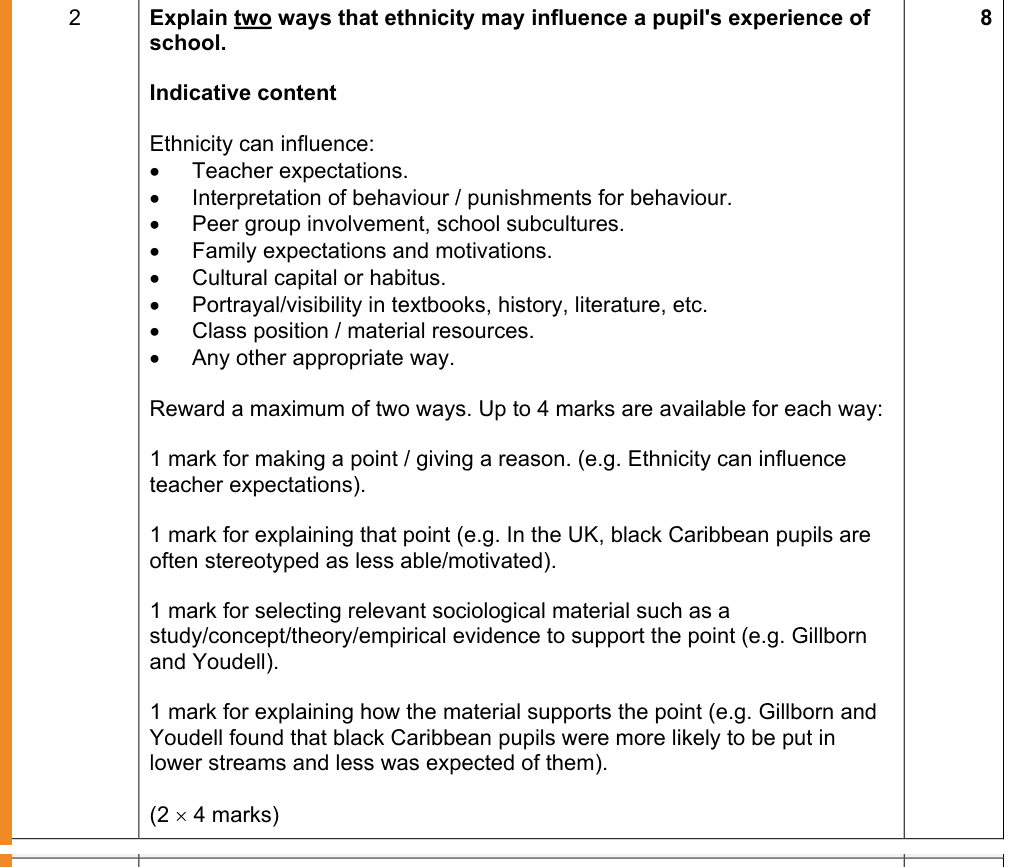 2
Explain two ways that ethnicity may influence a pupil's experience of
school.
8
Indicative content
Ethnicity can influence:
• Teacher expectations.
• Interpretation of behaviour / punishments for behaviour.
• Peer group involvement, school subcultures.
• Family expectations and motivations.
• Cultural capital or habitus.
• Portrayal/visibility in textbooks, history, literature, etc.
• Class position / material resources.
• Any other appropriate way.
Reward a maximum of two ways. Up to 4 marks are available for each way:
1 mark for making a point / giving a reason. (e.g. Ethnicity can influence
teacher expectations).
1 mark for explaining that point (e.g. In the UK, black Caribbean pupils are
often stereotyped as less able/motivated).
1 mark for selecting relevant sociological material such as a
study/concept/theory/empirical evidence to support the point (e.g. Gillborn
and Youdell).
1 mark for explaining how the material supports the point (e.g. Gillborn and
Youdell found that black Caribbean pupils were more likely to be put in
lower streams and less was expected of them).
(2 × 4 marks)